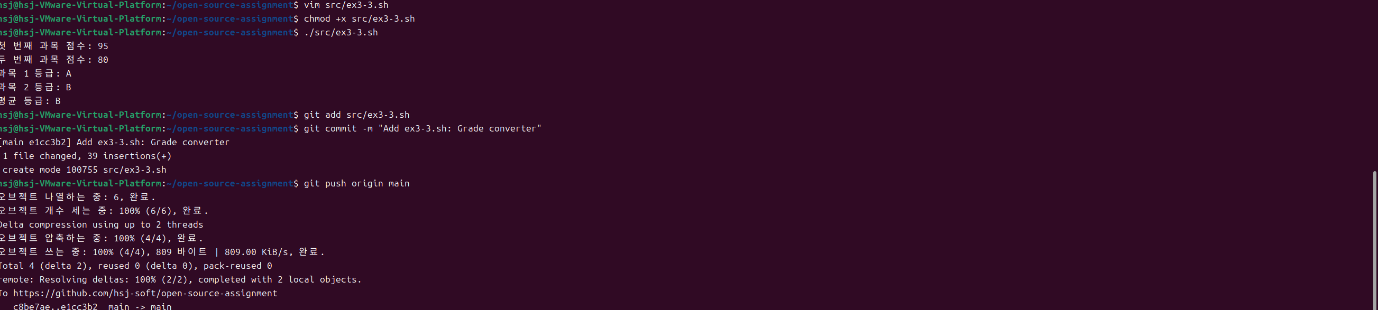 hsj@hsj-VMware-Virtual-Platform:~/open-source-assignment$ vim src/ex3-3.sh
hsj@hsj-VMware-Virtual-Platform:~/open-source-assignment$ chmod +x src/ex3-3.sh
hsj@hsj-VMware-Virtual-Platform:~/open-source-assignment$ ./src/ex3-3.sh
첫 번째 과목 점수: 95
두 번째 과목 점수: 80
과목 1 등급: A
과목 2 등급: B
평균 등급: B
hsj@hsj-VMware-Virtual-Platform:~/open-source-assignment$ git add src/ex3-3.sh
hsj@hsj-VMware-Virtual-Platform:~/open-source-assignment$ git commit -m "Add ex3-3.sh: Grade converter"
[main e1cc3b2] Add ex3-3.sh: Grade converter
1 file changed, 39 insertions(+)
create mode 100755 src/ex3-3.sh
hsj@hsj-VMware-Virtual-Platform:~/open-source-assignment$ git push origin main
오브젝트 나열하는 중: 6, 완료.
오브젝트 개수 세는 중: 100% (6/6), 완료.
Delta compression using up to 2 threads
오브젝트 압축하는 중: 100% (4/4), 완료.
오브젝트 쓰는 중: 100% (4/4), 809 바이트 | 809.00 KiB/s, 완료.
Total 4 (delta 2), reused 0 (delta 0), pack-reused 0
remote: Resolving deltas: 100% (2/2), completed with 2 local objects.
To https://github.com/hsj-soft/open-source-assignment
c8be7ae..e1cc3b2 main -> main